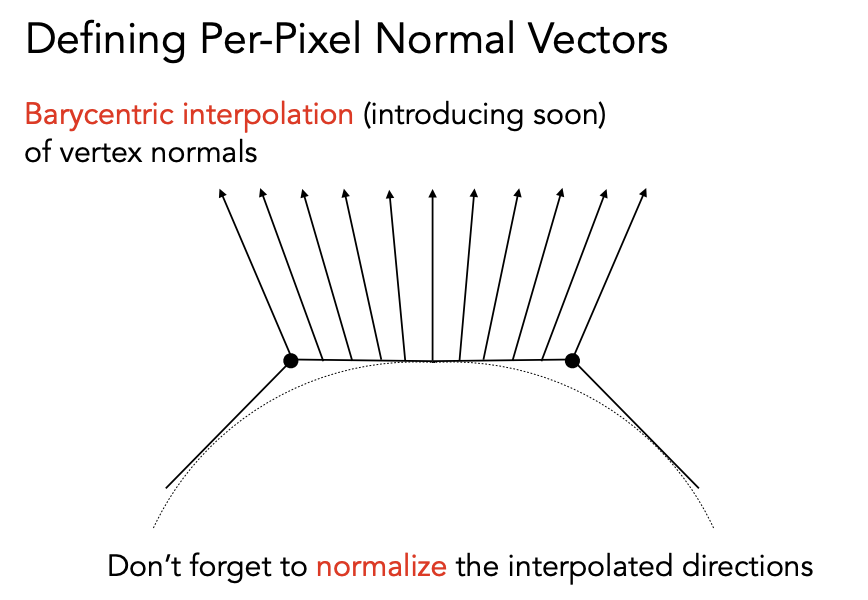 Defining Per-Pixel Normal Vectors
Barycentric interpolation (introducing soon)
of vertex normals
Don’t forget to normalize the interpolated directions